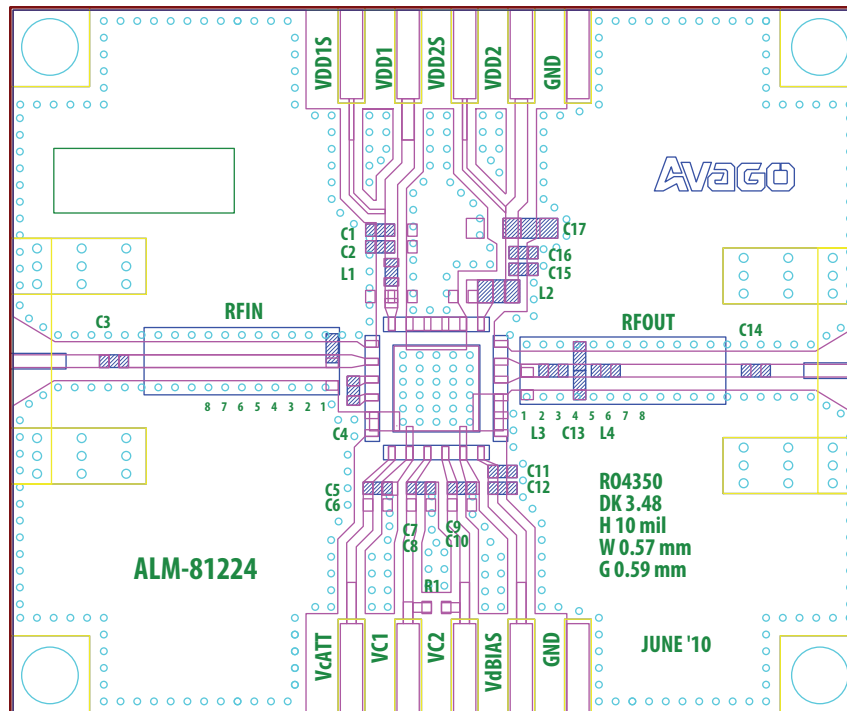 VDD1S
VDD1
VDD2S
VDD2
GND
AVAGO
C1
C2
L1
C17
C16
C15
L2
C3
RFIN
RFOUT
C14
8 7 6 5 4 3 2 1
1 2 3 4 5 6 7 8
C4
L3 C13 L4
C11
C12
C5
C6
C7
C8
C9
C10
R1
RO4350
DK 3.48
H 10 mil
W 0.57 mm
G 0.59 mm
ALM-81224
JUNE '10
VcATT
VC1
VC2
VdBIAS
GND